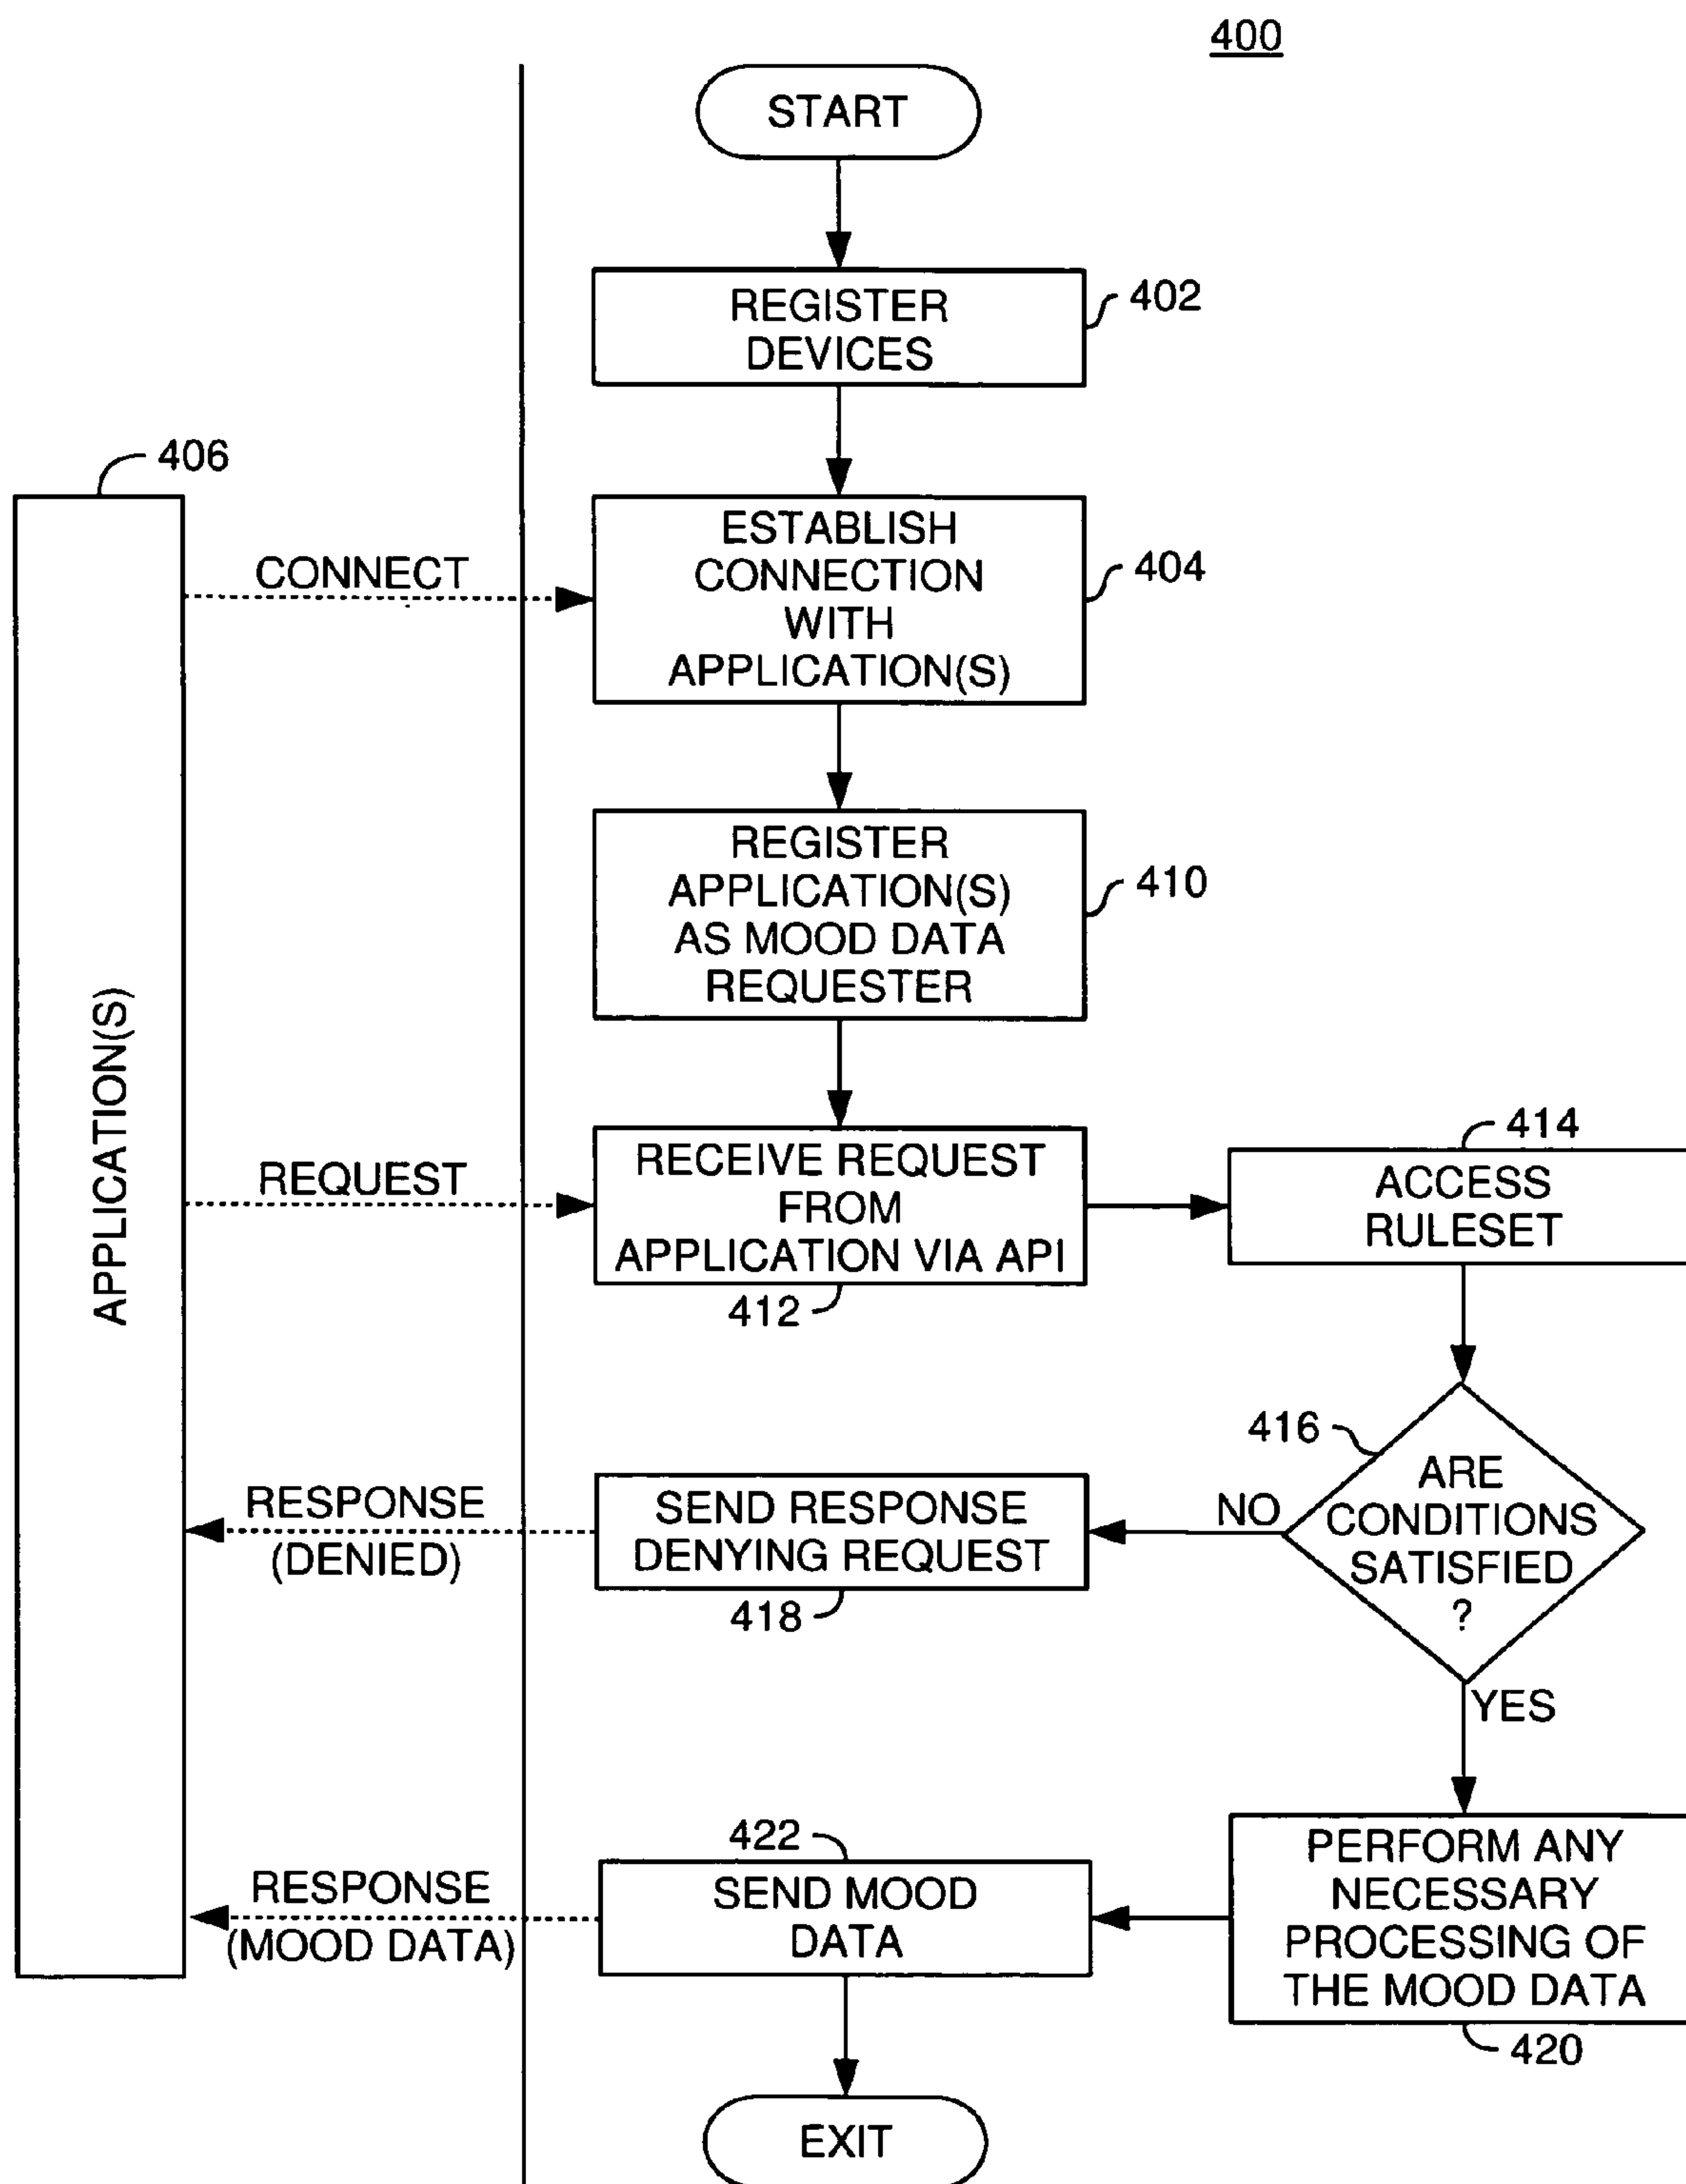 400
START
REGISTER
DEVICES
402
406
CONNECT
ESTABLISH
CONNECTION
WITH
APPLICATION(S)
404
REGISTER
APPLICATION(S)
AS MOOD DATA
REQUESTER
410
APPLICATION(S)
REQUEST
RECEIVE REQUEST
FROM
APPLICATION VIA API
412
414
ACCESS
RULESET
416
ARE
CONDITIONS
SATISFIED
?
NO
SEND RESPONSE
DENYING REQUEST
418
RESPONSE
(DENIED)
YES
PERFORM ANY
NECESSARY
PROCESSING OF
THE MOOD DATA
420
422
SEND MOOD
DATA
RESPONSE
(MOOD DATA)
EXIT